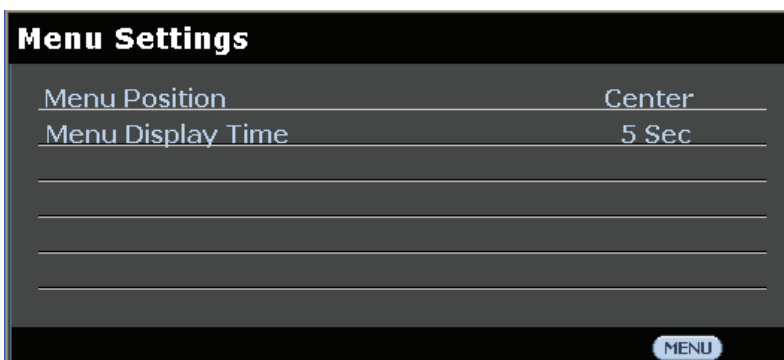 Menu Settings
Menu Position Center
Menu Display Time 5 Sec
MENU